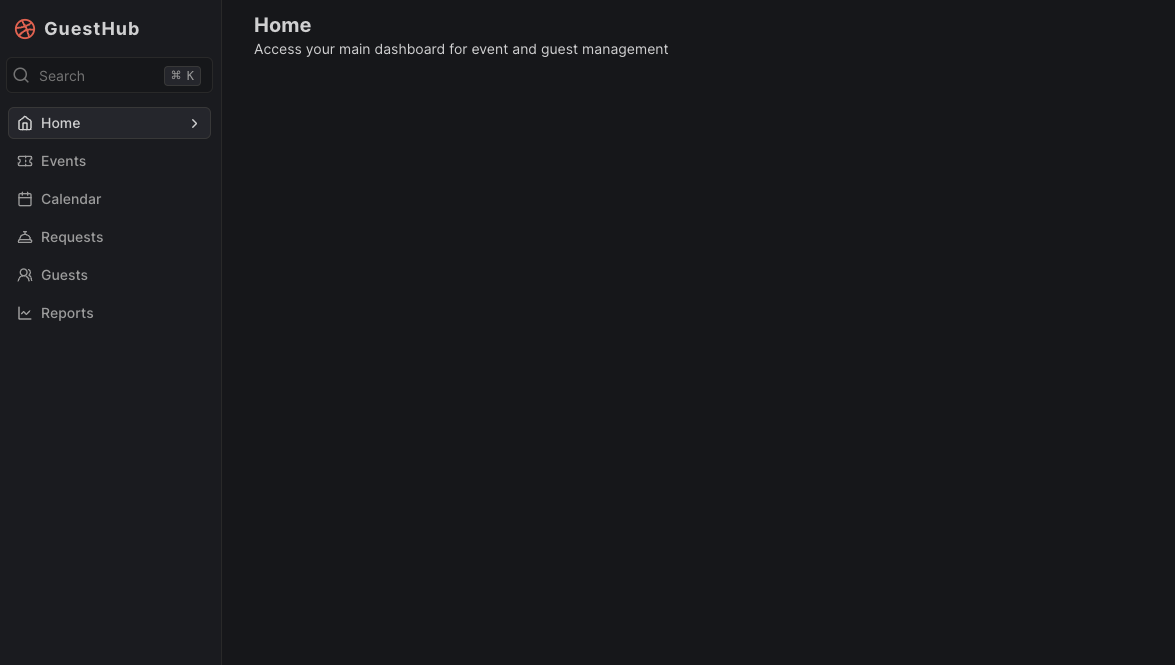 GuestHub
Search ⌘ K
Home
Events
Calendar
Requests
Guests
Reports
Home
Access your main dashboard for event and guest management